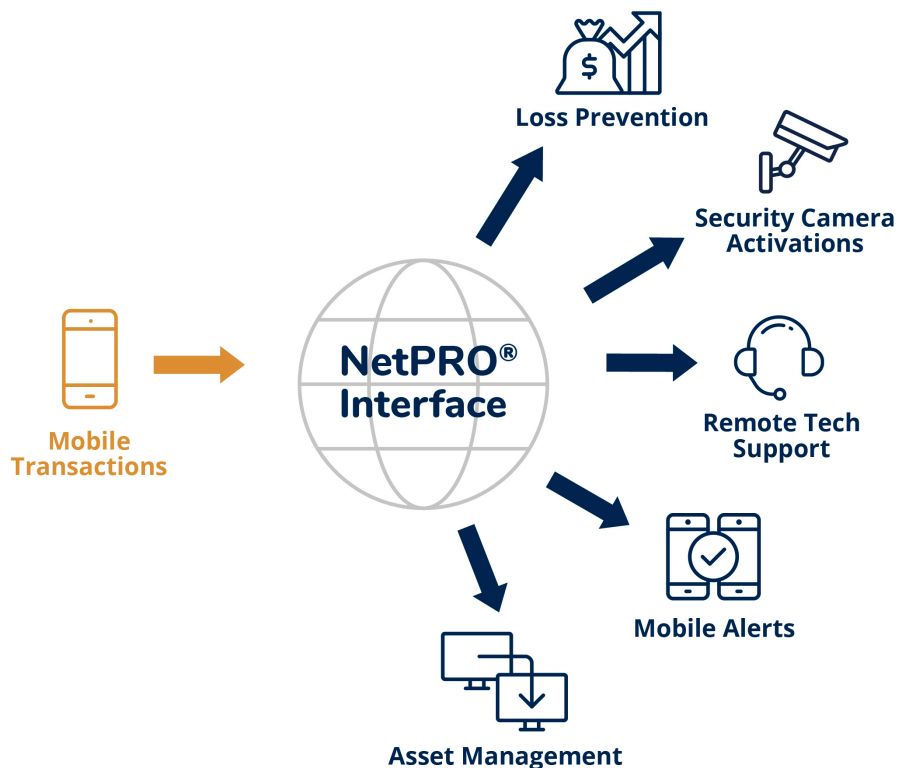 $
Loss Prevention
Security Camera
Activations
NetPRO®
Interface
Mobile
Transactions
Remote Tech
Support
Mobile Alerts
Asset Management